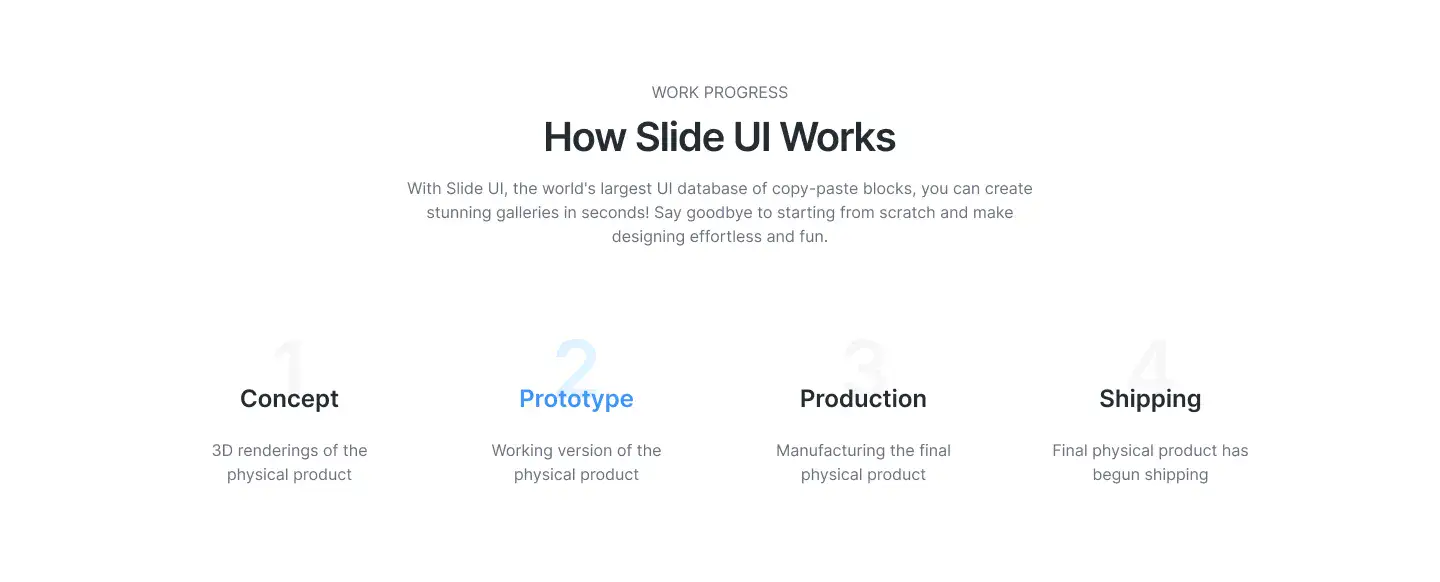 WORK PROGRESS
How Slide UI Works
With Slide UI, the world's largest UI database of copy-paste blocks, you can create
stunning galleries in seconds! Say goodbye to starting from scratch and make
designing effortless and fun.
1
Concept
3D renderings of the
physical product
2
Prototype
Working version of the
physical product
3
Production
Manufacturing the final
physical product
4
Shipping
Final physical product has
begun shipping